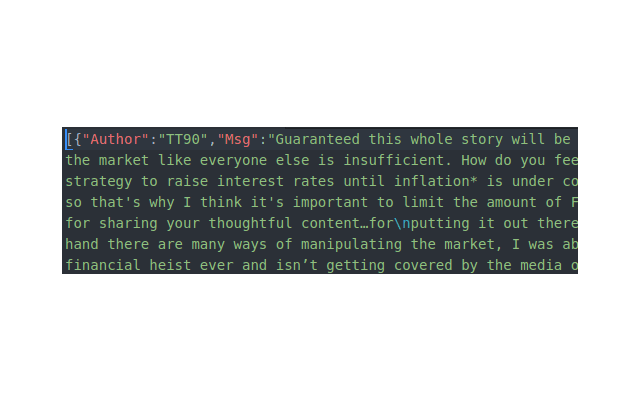 [{"Author":"TT90","Msg":"Guaranteed this whole story will be
the market like everyone else is insufficient. How do you fee
strategy to raise interest rates until inflation* is under co
so that's why I think it's important to limit the amount of F
for sharing your thoughtful content…for\nputting it out there
hand there are many ways of manipulating the market, I was ab
financial heist ever and isn’t getting covered by the media o